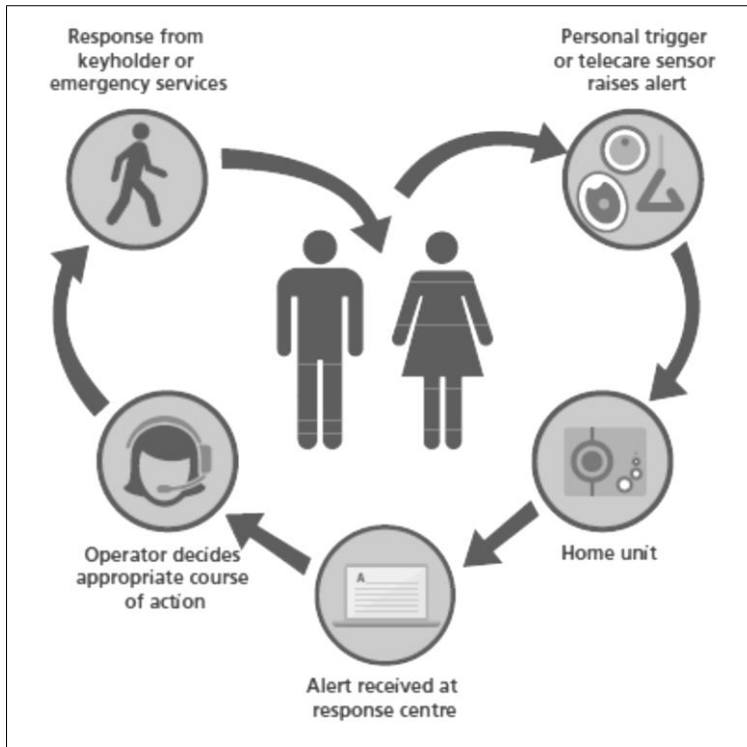 Response from
keyholder or
emergency services
Personal trigger
or telecare sensor
raises alert
Operator decides
appropriate course
of action
Home unit
A
Alert received at
response centre